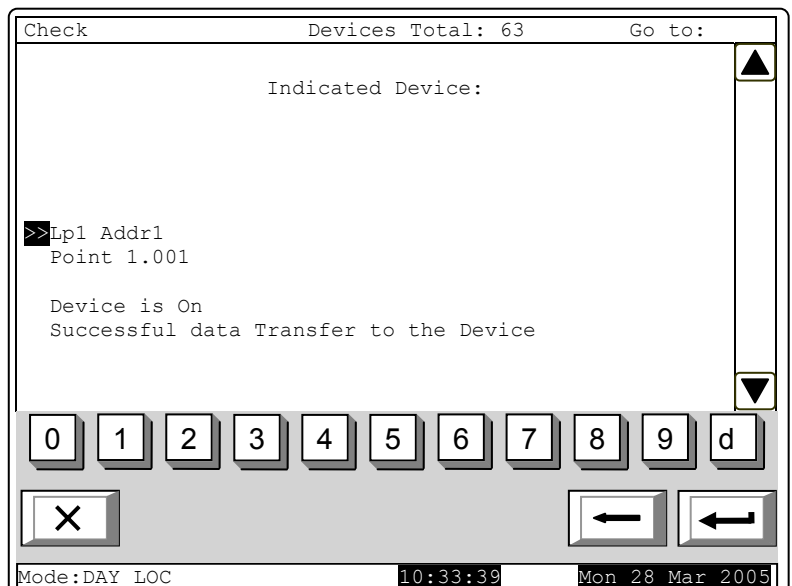 Check Devices Total: 63 Go to:
Indicated Device:
>>Lp1 Addr1
Point 1.001
Device is On
Successful data Transfer to the Device
0 1 2 3 4 5 6 7 8 9 d
Mode:DAY LOC 10:33:39 Mon 28 Mar 2005